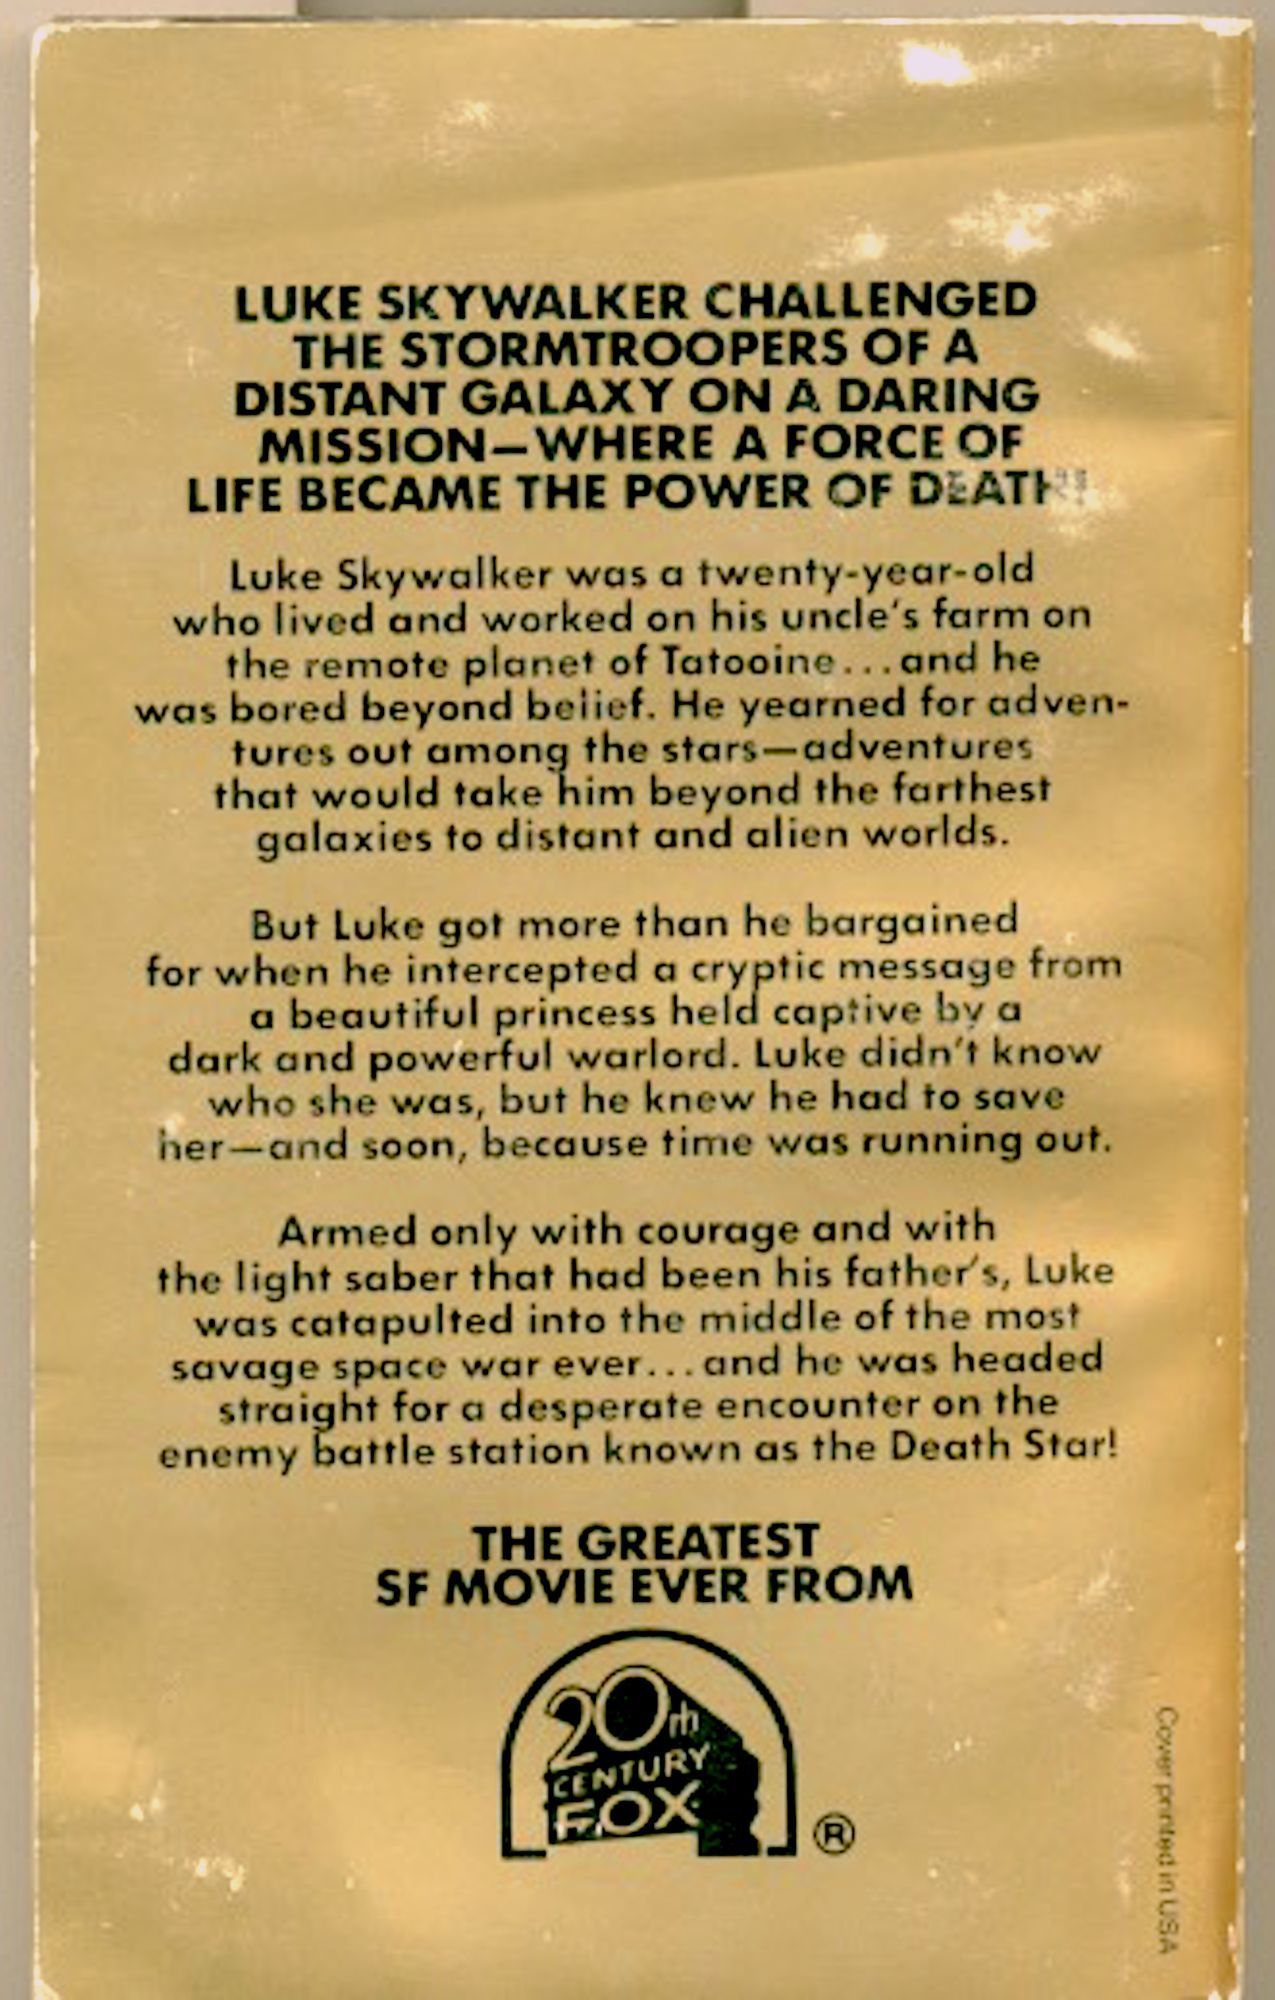 LUKE SKYWALKER CHALLENGED
THE STORMTROOPERS OF A
DISTANT GALAXY ON A DARING
MISSION—WHERE A FORCE OF
LIFE BECAME THE POWER OF DEATH!
Luke Skywalker was a twenty-year-old
who lived and worked on his uncle's farm on
the remote planet of Tatooine...and he
was bored beyond belief. He yearned for adven-
tures out among the stars—adventures
that would take him beyond the farthest
galaxies to distant and alien worlds.
But Luke got more than he bargained
for when he intercepted a cryptic message from
a beautiful princess held captive by a
dark and powerful warlord. Luke didn't know
who she was, but he knew he had to save
her—and soon, because time was running out.
Armed only with courage and with
the light saber that had been his father's, Luke
was catapulted into the middle of the most
savage space war ever...and he was headed
straight for a desperate encounter on the
enemy battle station known as the Death Star!
THE GREATEST
SF MOVIE EVER FROM
20th
CENTURY
FOX
®
Cover printed in USA